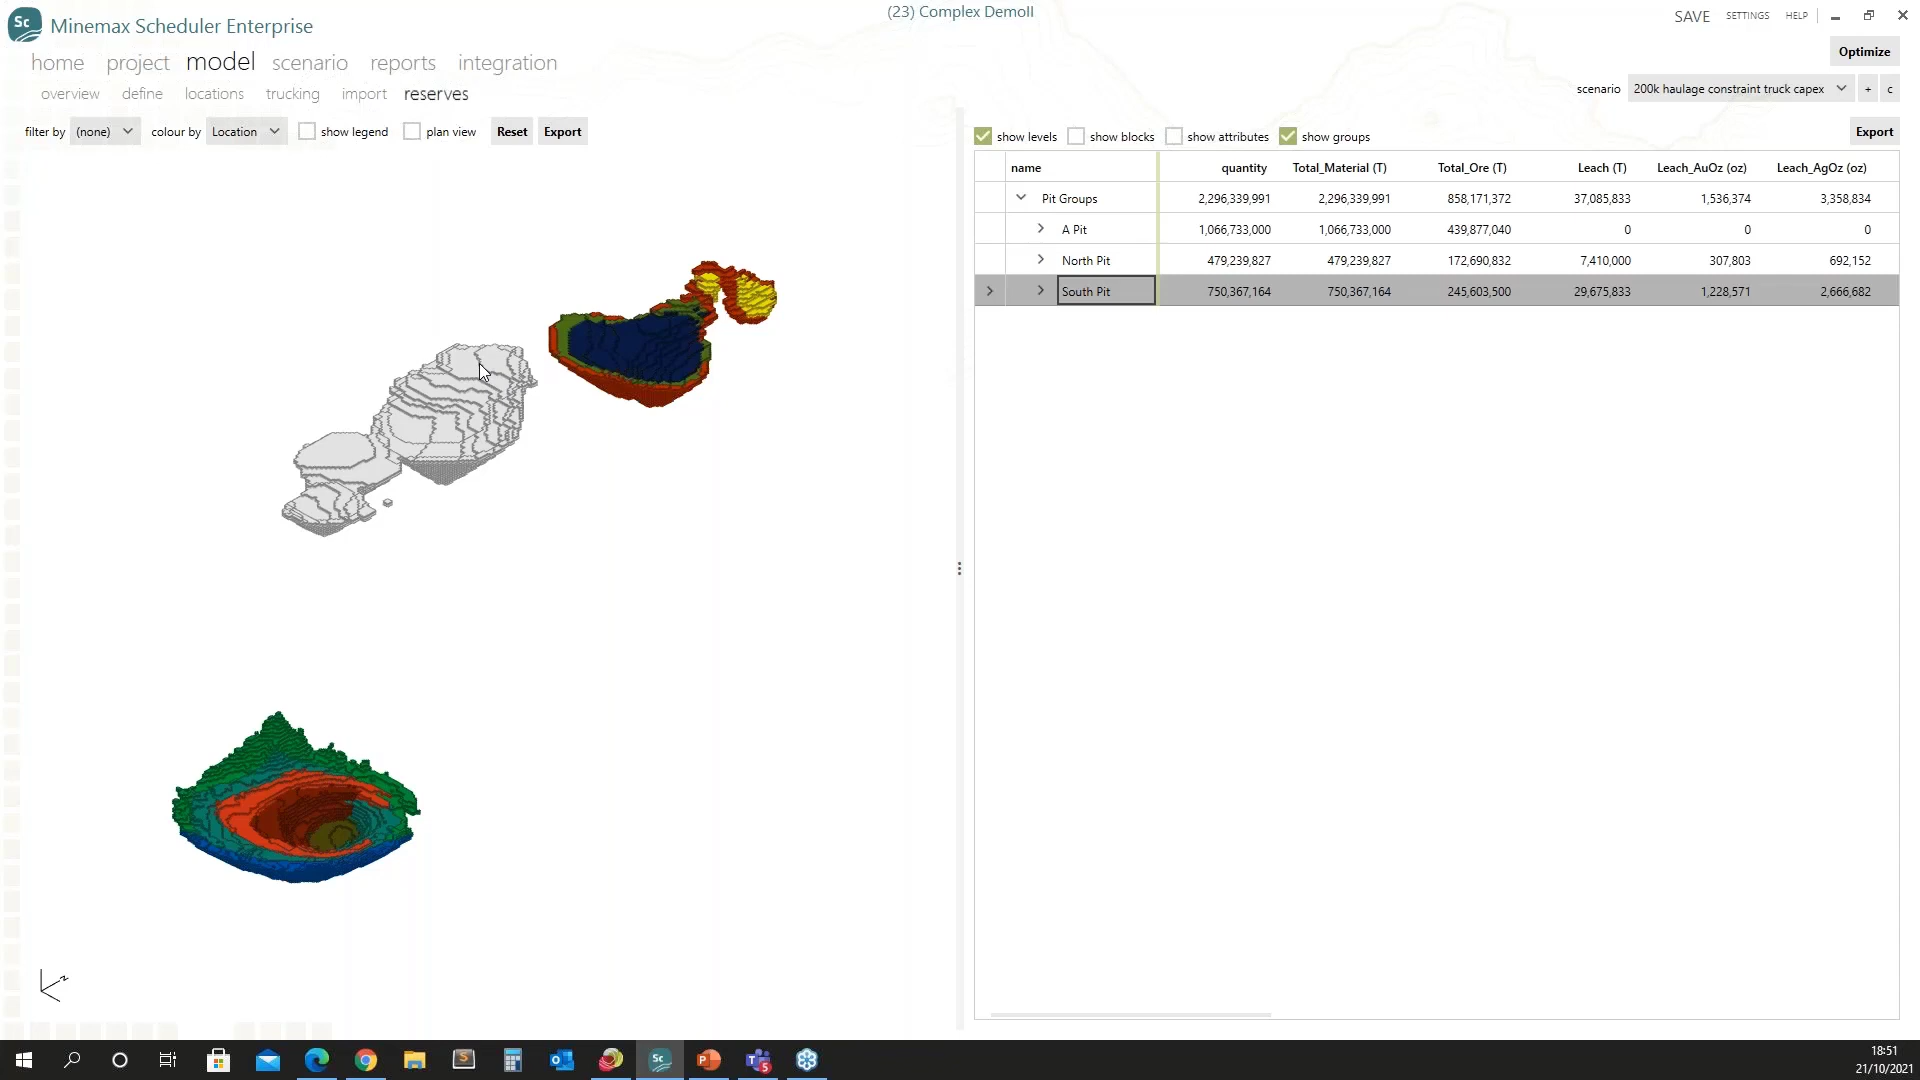 Sc Minemax Scheduler Enterprise
(23) Complex DemoII
SAVE SETTINGS HELP
home project model scenario reports integration
Optimize
overview define locations trucking import reserves
scenario 200k haulage constraint truck capex + c
filter by (none) colour by Location show legend plan view Reset Export
show levels show blocks show attributes show groups Export
name quantity Total_Material (T) Total_Ore (T) Leach (T) Leach_AuOz (oz) Leach_AgOz (oz)
Pit Groups 2,296,339,991 2,296,339,991 858,171,372 37,085,833 1,536,374 3,358,834
A Pit 1,066,733,000 1,066,733,000 439,877,040 0 0 0
North Pit 479,239,827 479,239,827 172,690,832 7,410,000 307,803 692,152
South Pit 750,367,164 750,367,164 245,603,500 29,675,833 1,228,571 2,666,682
18:51
21/10/2021